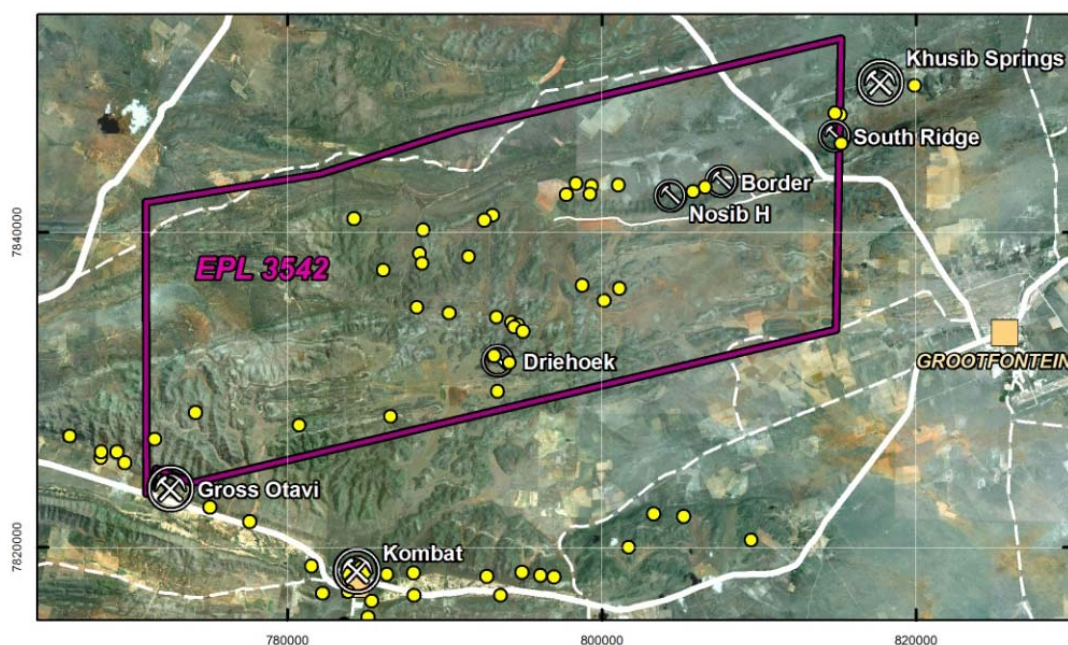 Khusib Springs
South Ridge
Border
Nosib H
7840000
EPL 3542
Driehoek
GROOTFONTEIN
Gross Otavi
Kombat
7820000
780000
800000
820000